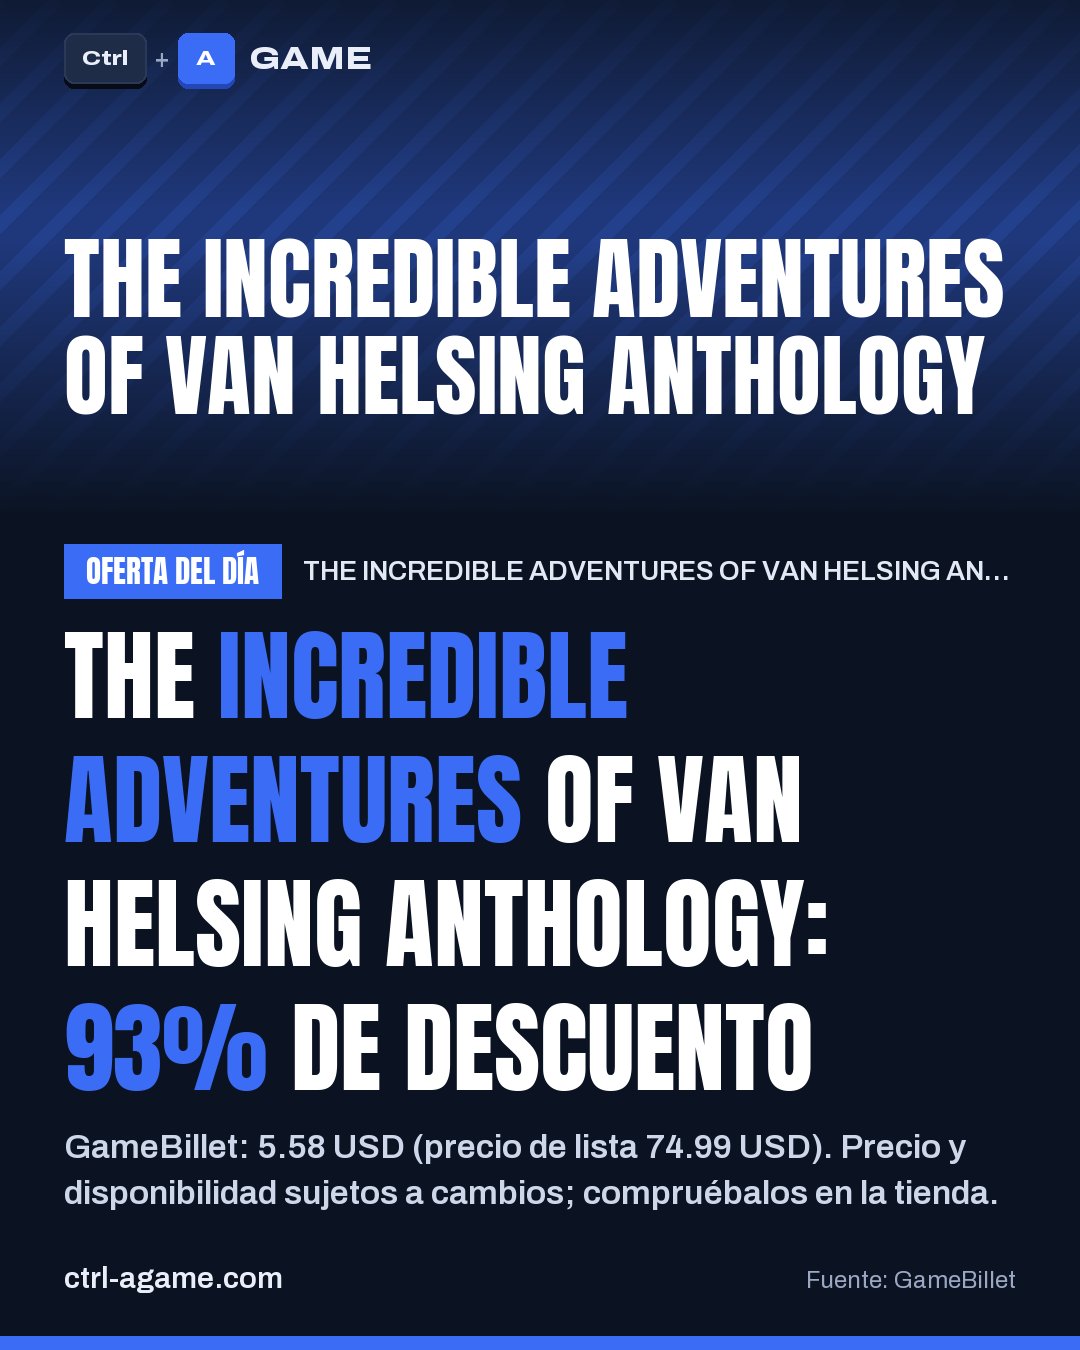 Ctrl + A GAME
THE INCREDIBLE ADVENTURES
OF VAN HELSING ANTHOLOGY
OFERTA DEL DÍA THE INCREDIBLE ADVENTURES OF VAN HELSING AN...
THE INCREDIBLE
ADVENTURES OF VAN
HELSING ANTHOLOGY:
93% DE DESCUENTO
GameBillet: 5.58 USD (precio de lista 74.99 USD). Precio y
disponibilidad sujetos a cambios; compruébalos en la tienda.
ctrl-agame.com Fuente: GameBillet